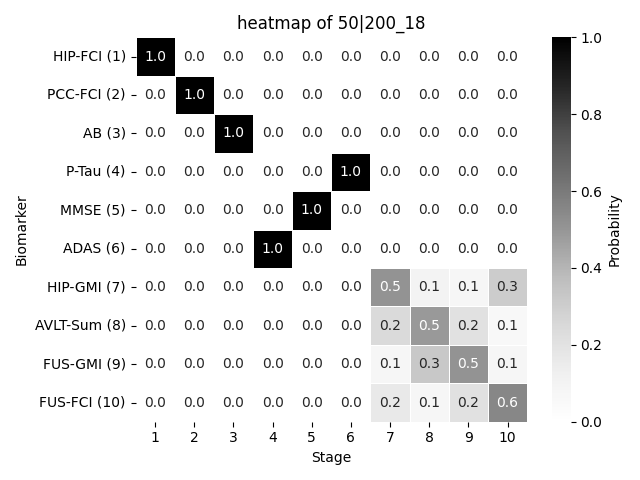 heatmap of 50|200_18
HIP-FCI (1) 1.0 0.0 0.0 0.0 0.0 0.0 0.0 0.0 0.0 0.0
PCC-FCI (2) 0.0 1.0 0.0 0.0 0.0 0.0 0.0 0.0 0.0 0.0
AB (3) 0.0 0.0 1.0 0.0 0.0 0.0 0.0 0.0 0.0 0.0
P-Tau (4) 0.0 0.0 0.0 0.0 0.0 1.0 0.0 0.0 0.0 0.0
MMSE (5) 0.0 0.0 0.0 0.0 1.0 0.0 0.0 0.0 0.0 0.0
ADAS (6) 0.0 0.0 0.0 1.0 0.0 0.0 0.0 0.0 0.0 0.0
HIP-GMI (7) 0.0 0.0 0.0 0.0 0.0 0.0 0.5 0.1 0.1 0.3
AVLT-Sum (8) 0.0 0.0 0.0 0.0 0.0 0.0 0.2 0.5 0.2 0.1
FUS-GMI (9) 0.0 0.0 0.0 0.0 0.0 0.0 0.1 0.3 0.5 0.1
FUS-FCI (10) 0.0 0.0 0.0 0.0 0.0 0.0 0.2 0.1 0.2 0.6
1 2 3 4 5 6 7 8 9 10
Stage
Biomarker
1.0
0.8
0.6
0.4
0.2
0.0
Probability